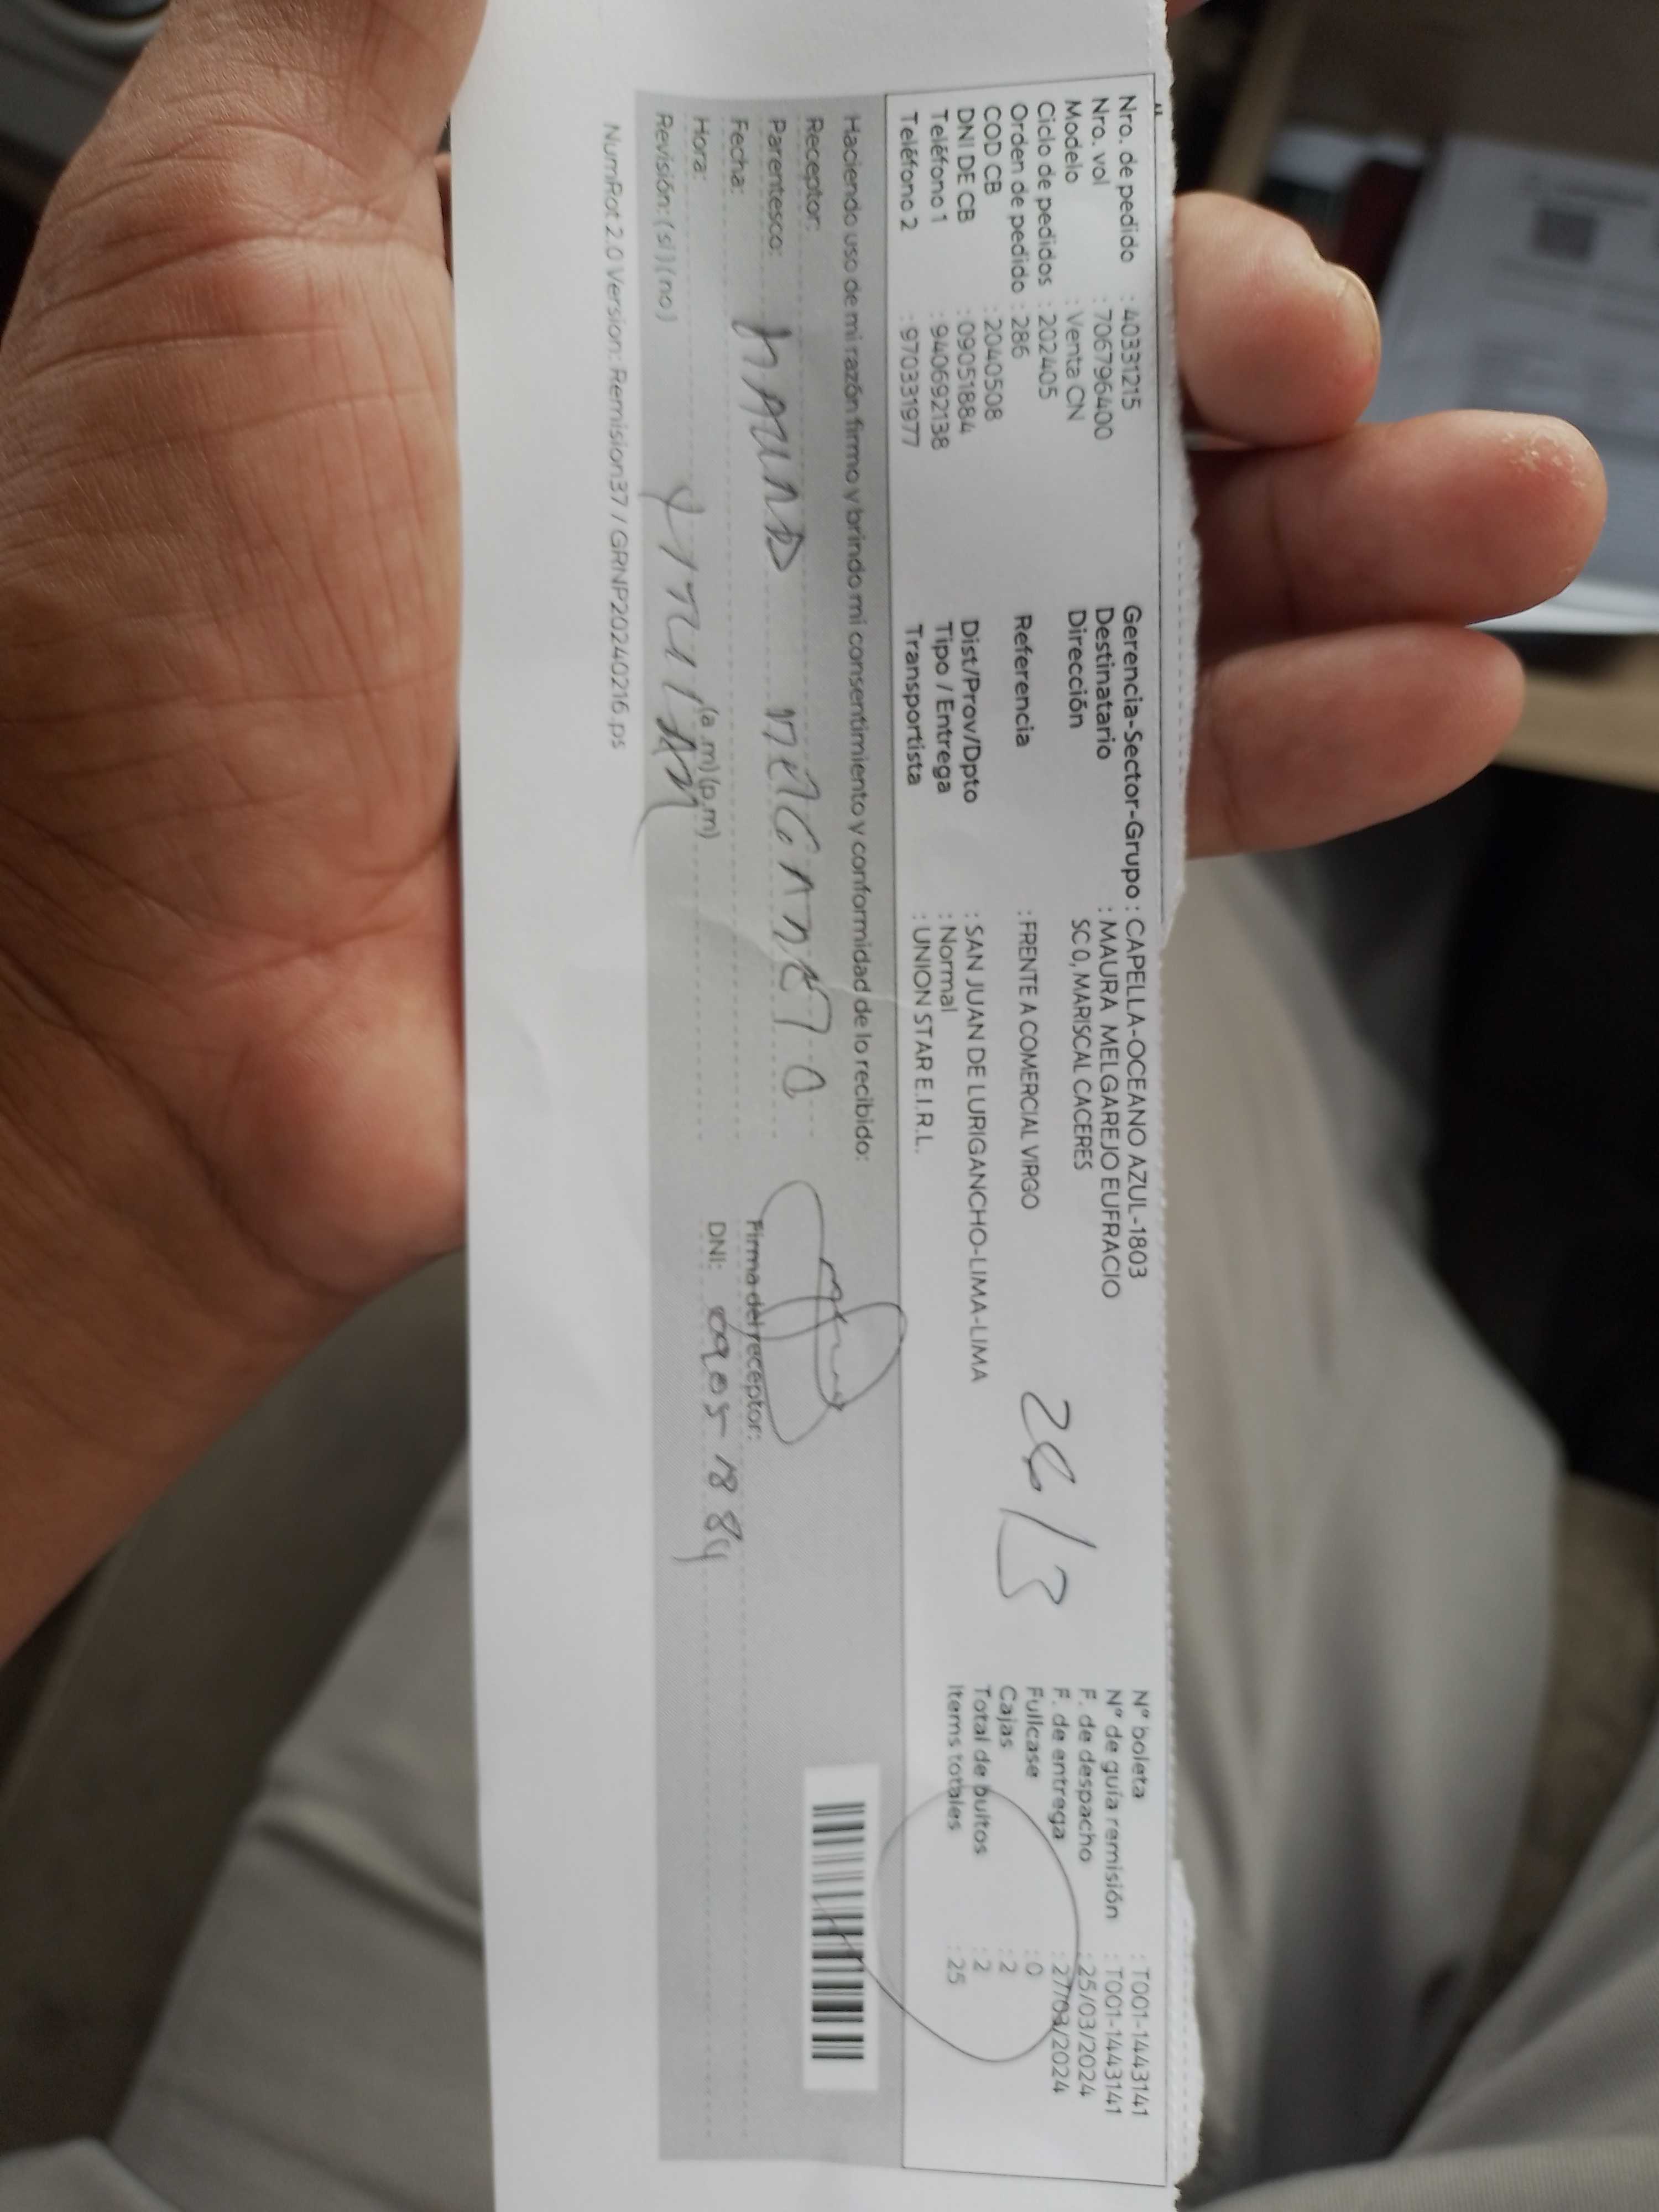 Nro. de pedido : 40331215
Nro. vol : 706796400
Modelo : Venta CN
Ciclo de pedidos : 202405
Orden de pedido : 286
COD CB : 2040508
DNI DE CB : 09051884
Teléfono 1 : 940692138
Teléfono 2 : 970331977
Gerencia-Sector-Grupo : CAPELLA-OCEANO AZUL-1803
Destinatario : MAURA MELGAREJO EUFRACIO
Dirección SC 0, MARISCAL CACERES
Referencia : FRENTE A COMERCIAL VIRGO
Dist/Prov/Dpto : SAN JUAN DE LURIGANCHO-LIMA-LIMA
Tipo / Entrega : Normal
Transportista : UNION STAR E.I.R.L.
26/3
N° boleta : T001-1443141
N° de guía remisión : T001-1443141
F. de despacho : 25/03/2024
F. de entrega : 27/03/2024
Fullcase : 0
Cajas : 2
Total de bultos : 2
Items totales : 25
Haciendo uso de mi razón firmo y brindo mi consentimiento y conformidad de lo recibido:
Receptor:
Parentesco:
Fecha:
Hora: (a.m) (p.m)
Revisión: (si) (no)
Firma del receptor:
DNI: 09051884
NumRot 2.0 Version: Remision37 / GRNP20240216.ps